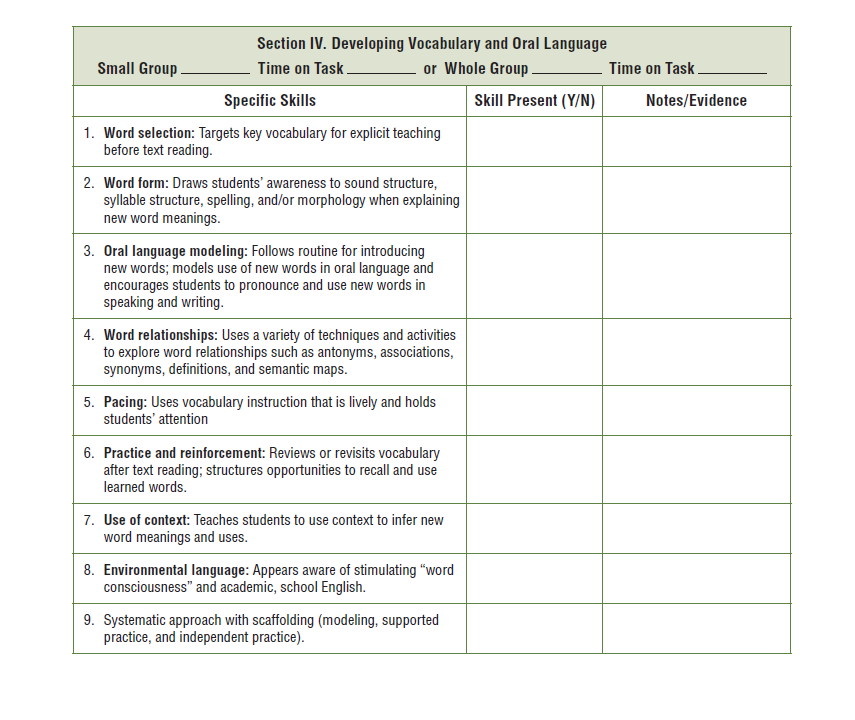 Section IV. Developing Vocabulary and Oral Language
Small Group ________ Time on Task ________ or Whole Group ________ Time on Task ________
Specific Skills Skill Present (Y/N) Notes/Evidence
1. Word selection: Targets key vocabulary for explicit teaching
before text reading.
2. Word form: Draws students’ awareness to sound structure,
syllable structure, spelling, and/or morphology when explaining
new word meanings.
3. Oral language modeling: Follows routine for introducing
new words; models use of new words in oral language and
encourages students to pronounce and use new words in
speaking and writing.
4. Word relationships: Uses a variety of techniques and activities
to explore word relationships such as antonyms, associations,
synonyms, definitions, and semantic maps.
5. Pacing: Uses vocabulary instruction that is lively and holds
students’ attention
6. Practice and reinforcement: Reviews or revisits vocabulary
after text reading; structures opportunities to recall and use
learned words.
7. Use of context: Teaches students to use context to infer new
word meanings and uses.
8. Environmental language: Appears aware of stimulating “word
consciousness” and academic, school English.
9. Systematic approach with scaffolding (modeling, supported
practice, and independent practice).